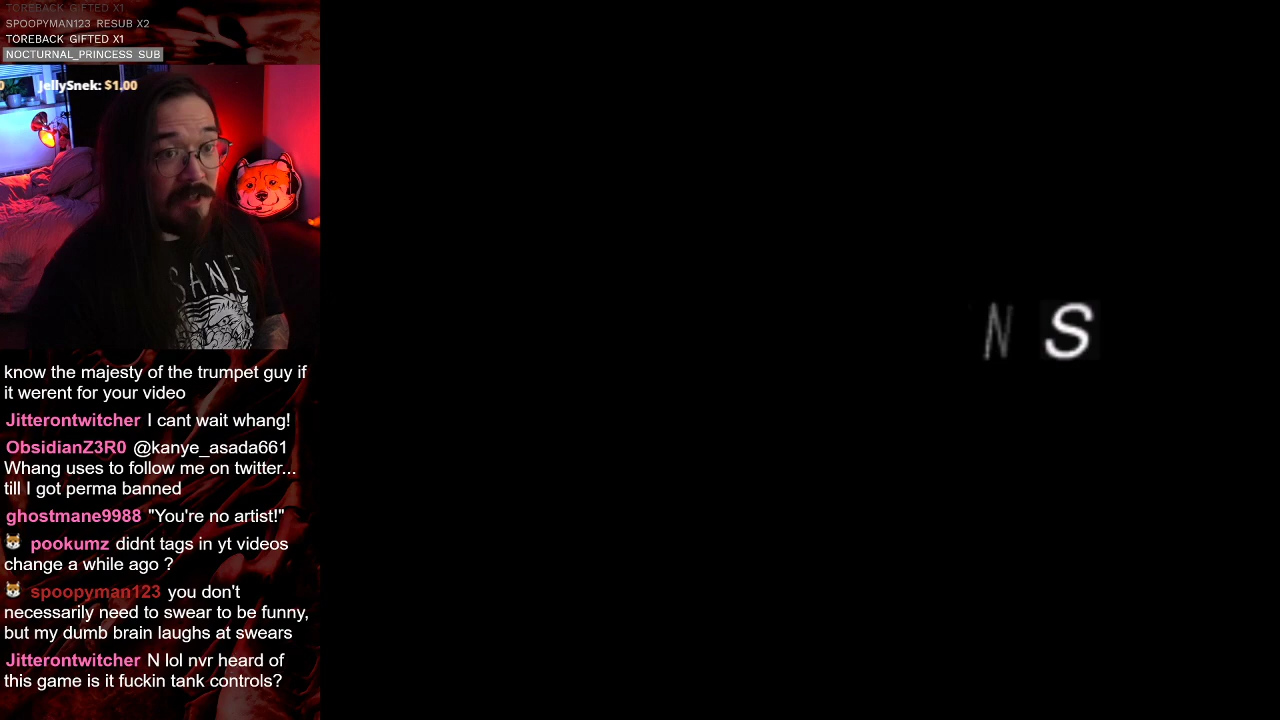 TOREBACK GIFTED X1
SPOOPYMAN123 RESUB X2
TOREBACK GIFTED X1
NOCTURNAL_PRINCESS SUB
0 JellySnek: $1.00
SANE
N S
know the majesty of the trumpet guy if
it werent for your video
Jitterontwitcher I cant wait whang!
ObsidianZ3R0 @kanye_asada661
Whang uses to follow me on twitter...
till I got perma banned
ghostmane9988 "You're no artist!"
pookumz didnt tags in yt videos
change a while ago ?
spoopyman123 you don't
necessarily need to swear to be funny,
but my dumb brain laughs at swears
Jitterontwitcher N lol nvr heard of
this game is it fuckin tank controls?